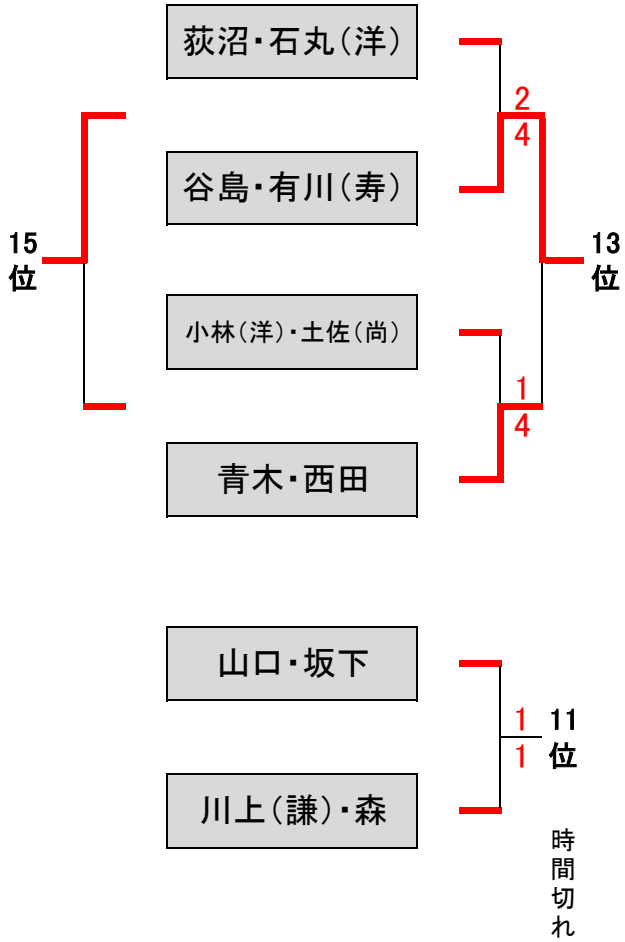 荻沼・石丸(洋)
2
4
谷島・有川(寿)
15
位
13
位
小林(洋)・土佐(尚)
1
4
青木・西田
山口・坂下
1
1
11
位
川上(謙)・森
時間切れ